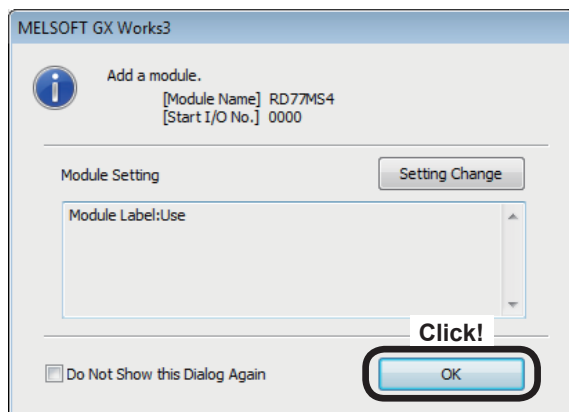 MELSOFT GX Works3
Add a module.
[Module Name] RD77MS4
[Start I/O No.] 0000
Module Setting
Setting Change
Module Label:Use
Click!
Do Not Show this Dialog Again
OK